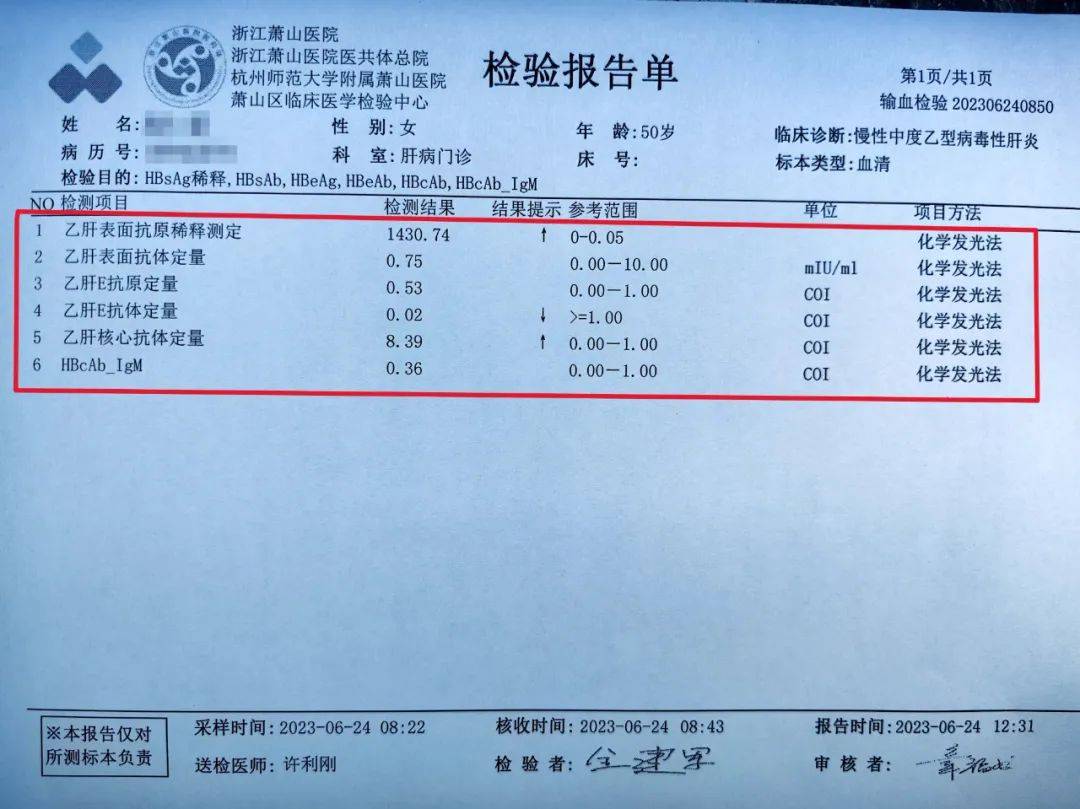 浙江萧山医院
浙江萧山医院医共体总院
杭州师范大学附属萧山医院
萧山区临床医学检验中心
检验报告单
第1页/共1页
输血检验 202306240850
姓 名: 性 别:女 年 龄:50岁 临床诊断:慢性中度乙型病毒性肝炎
病 历 号: 科 室:肝病门诊 床 号: 标本类型:血清
检验目的:HBsAg稀释,HBsAb,HBeAg,HBeAb,HBcAb,HBcAb_IgM
NO 检测项目 检测结果 结果提示 参考范围 单位 项目方法
1 乙肝表面抗原稀释测定 1430.74 ↑ 0-0.05 化学发光法
2 乙肝表面抗体定量 0.75 0.00-10.00 mIU/ml 化学发光法
3 乙肝E抗原定量 0.53 0.00-1.00 COI 化学发光法
4 乙肝E抗体定量 0.02 ↓ >=1.00 COI 化学发光法
5 乙肝核心抗体定量 8.39 ↑ 0.00-1.00 COI 化学发光法
6 HBcAb_IgM 0.36 0.00-1.00 COI 化学发光法
※本报告仅对
所测标本负责
采样时间:2023-06-24 08:22 核收时间:2023-06-24 08:43 报告时间:2023-06-24 12:31
送检医师:许利刚 检 验 者: 审 核 者: